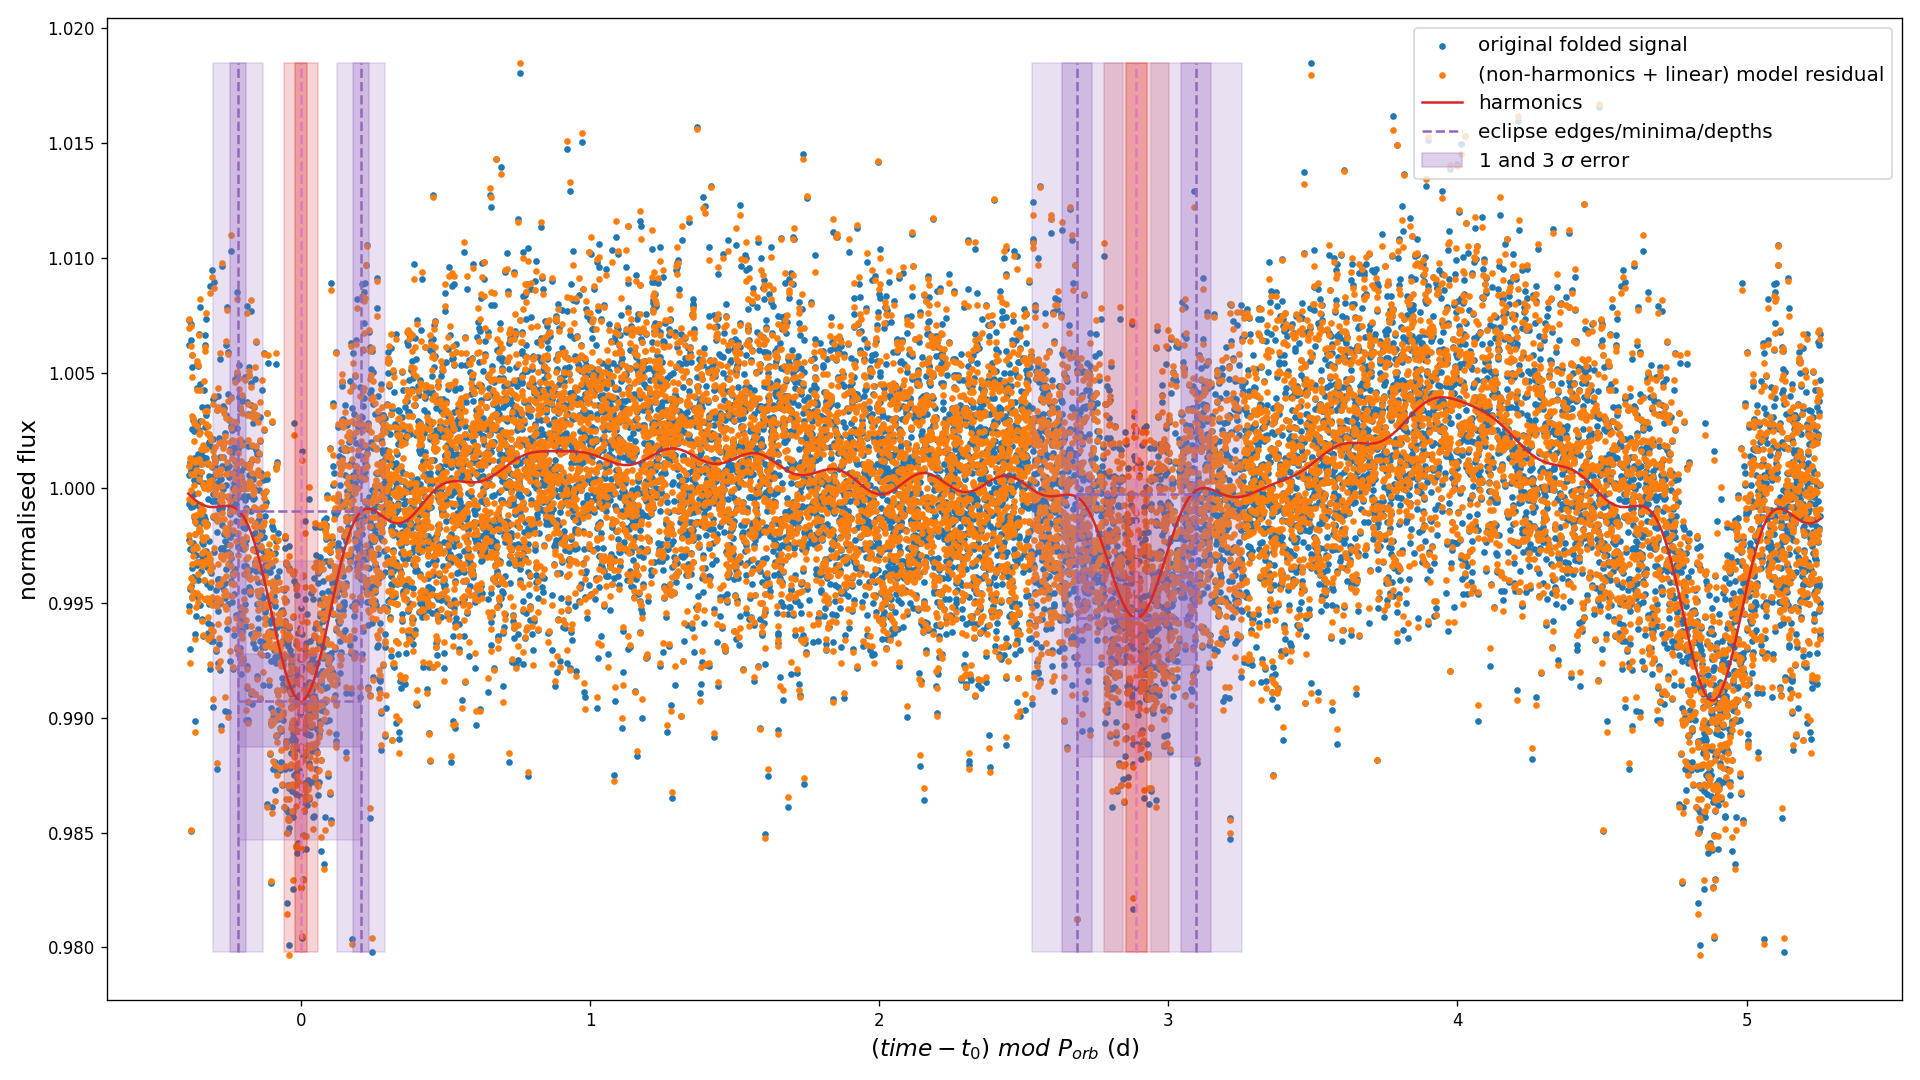 1.020
1.015
1.010
1.005
1.000
0.995
0.990
0.985
0.980
normalised flux
original folded signal
(non-harmonics + linear) model residual
harmonics
eclipse edges/minima/depths
1 and 3 σ error
0 1 2 3 4 5
(time − t₀) mod Pₒᵣᵦ (d)